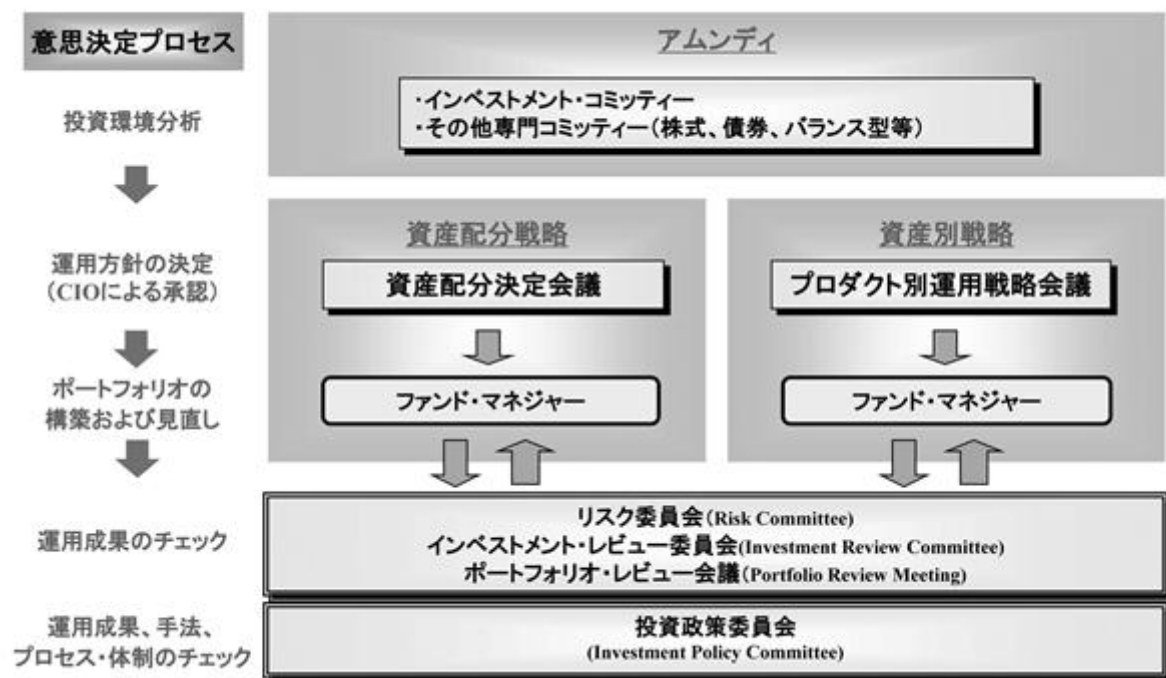 意思決定プロセス
アムンディ
・インベストメント・コミッティー
・その他専門コミッティー(株式、債券、バランス型等)
投資環境分析
資産配分戦略
資産別戦略
運用方針の決定
(CIOによる承認)
資産配分決定会議
プロダクト別運用戦略会議
ポートフォリオの
構築および見直し
ファンド・マネジャー
ファンド・マネジャー
運用成果のチェック
リスク委員会(Risk Committee)
インベストメント・レビュー委員会(Investment Review Committee)
ポートフォリオ・レビュー会議(Portfolio Review Meeting)
運用成果、手法、
プロセス・体制のチェック
投資政策委員会
(Investment Policy Committee)